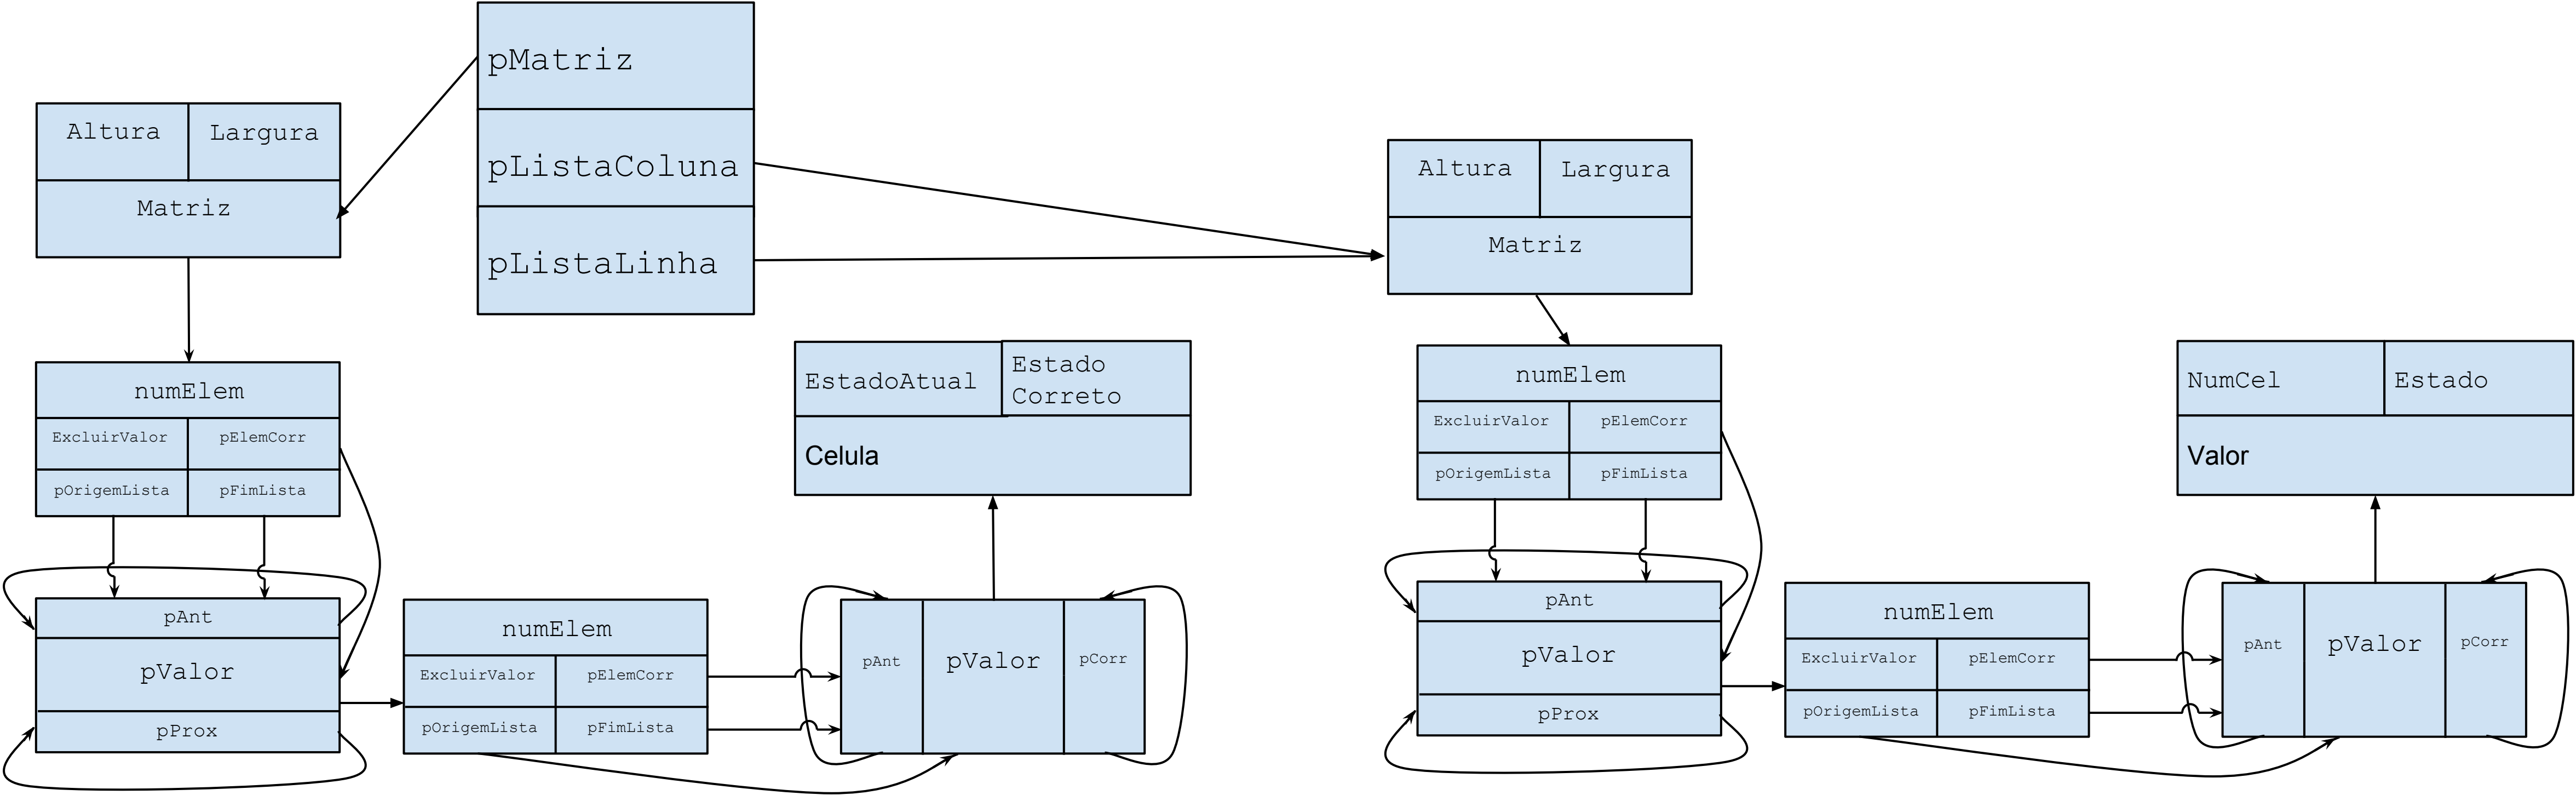 pMatriz
pListaColuna
pListaLinha
Altura
Largura
Matriz
numElem
ExcluirValor
pElemCorr
pOrigemLista
pFimLista
pAnt
pValor
pProx
numElem
ExcluirValor
pElemCorr
pOrigemLista
pFimLista
pAnt
pValor
pCorr
EstadoAtual
Estado
Correto
Celula
Altura
Largura
Matriz
numElem
ExcluirValor
pElemCorr
pOrigemLista
pFimLista
pAnt
pValor
pProx
numElem
ExcluirValor
pElemCorr
pOrigemLista
pFimLista
pAnt
pValor
pCorr
NumCel
Estado
Valor